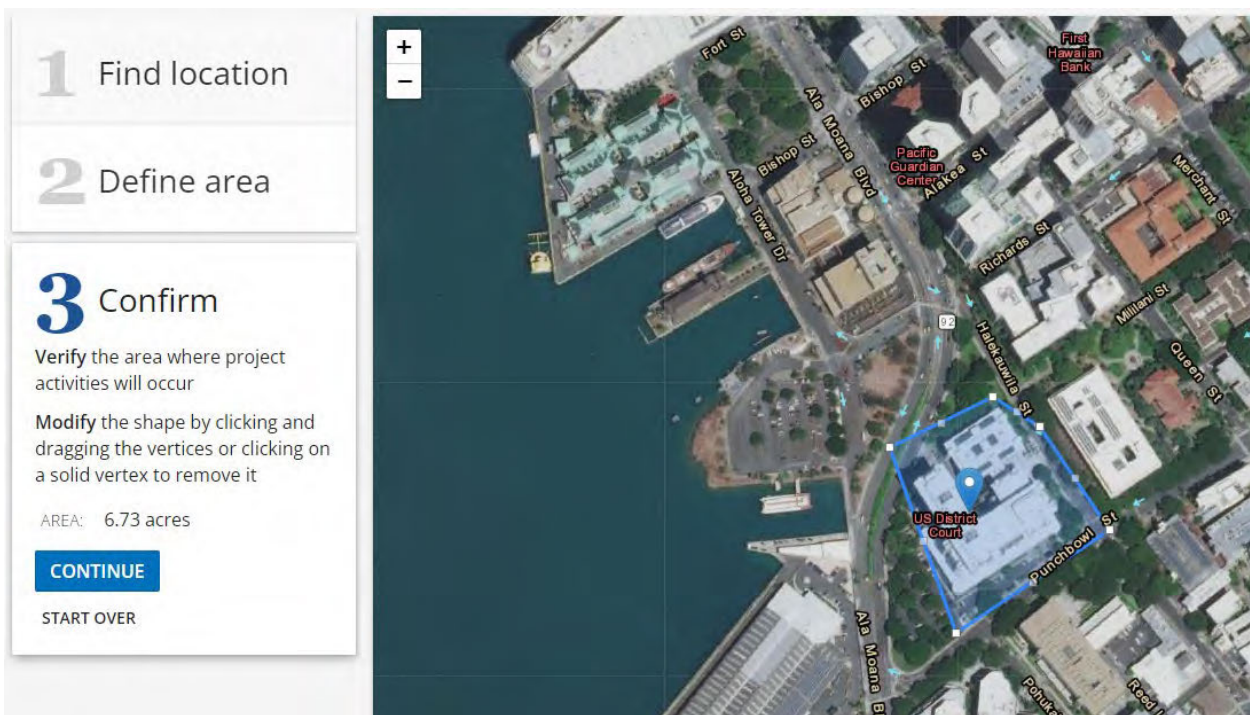 1 Find location
2 Define area
3 Confirm
Verify the area where project
activities will occur
Modify the shape by clicking and
dragging the vertices or clicking on
a solid vertex to remove it
AREA: 6.73 acres
CONTINUE
START OVER
+
−
Fort St
First
Hawaiian
Bank
Ala Moana Blvd
Bishop St
Bishop St
Pacific
Guardian
Center
Alakea St
Merchant St
Aloha Tower Dr
Richards St
Mililani St
92
Halekauwila St
Queen St
US District
Court
Punchbowl St
Ala Moana B
Pohuka
Reed